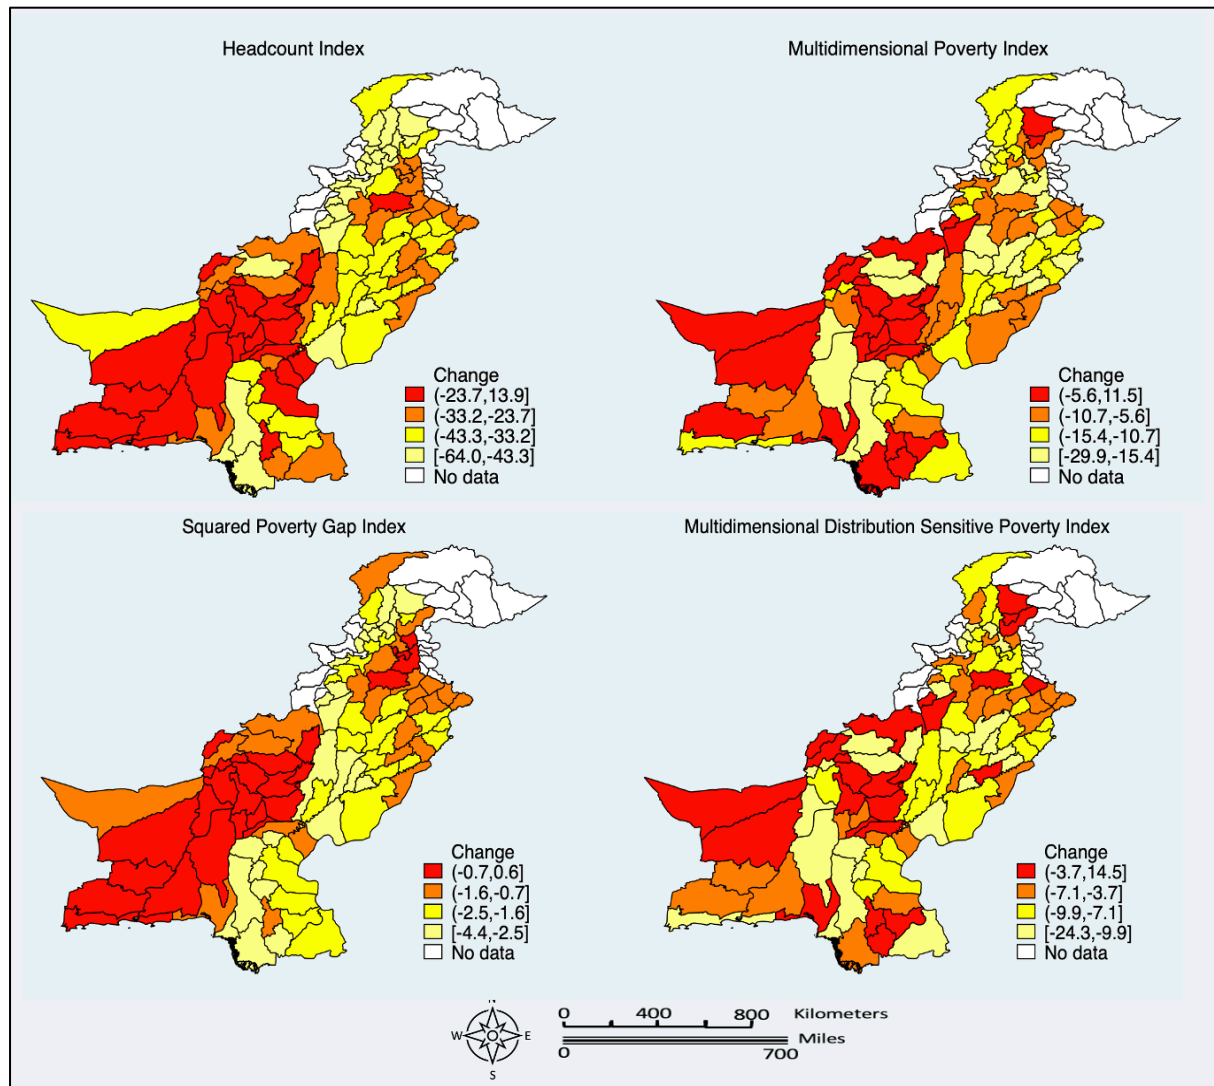 Headcount Index
Multidimensional Poverty Index
Change
(-23.7,13.9]
(-33.2,-23.7]
(-43.3,-33.2]
[-64.0,-43.3]
No data
Change
(-5.6,11.5]
(-10.7,-5.6]
(-15.4,-10.7]
[-29.9,-15.4]
No data
Squared Poverty Gap Index
Multidimensional Distribution Sensitive Poverty Index
Change
(-0.7,0.6]
(-1.6,-0.7]
(-2.5,-1.6]
[-4.4,-2.5]
No data
Change
(-3.7,14.5]
(-7.1,-3.7]
(-9.9,-7.1]
[-24.3,-9.9]
No data
N
W E
S
0 400 800 Kilometers
Miles
0 700